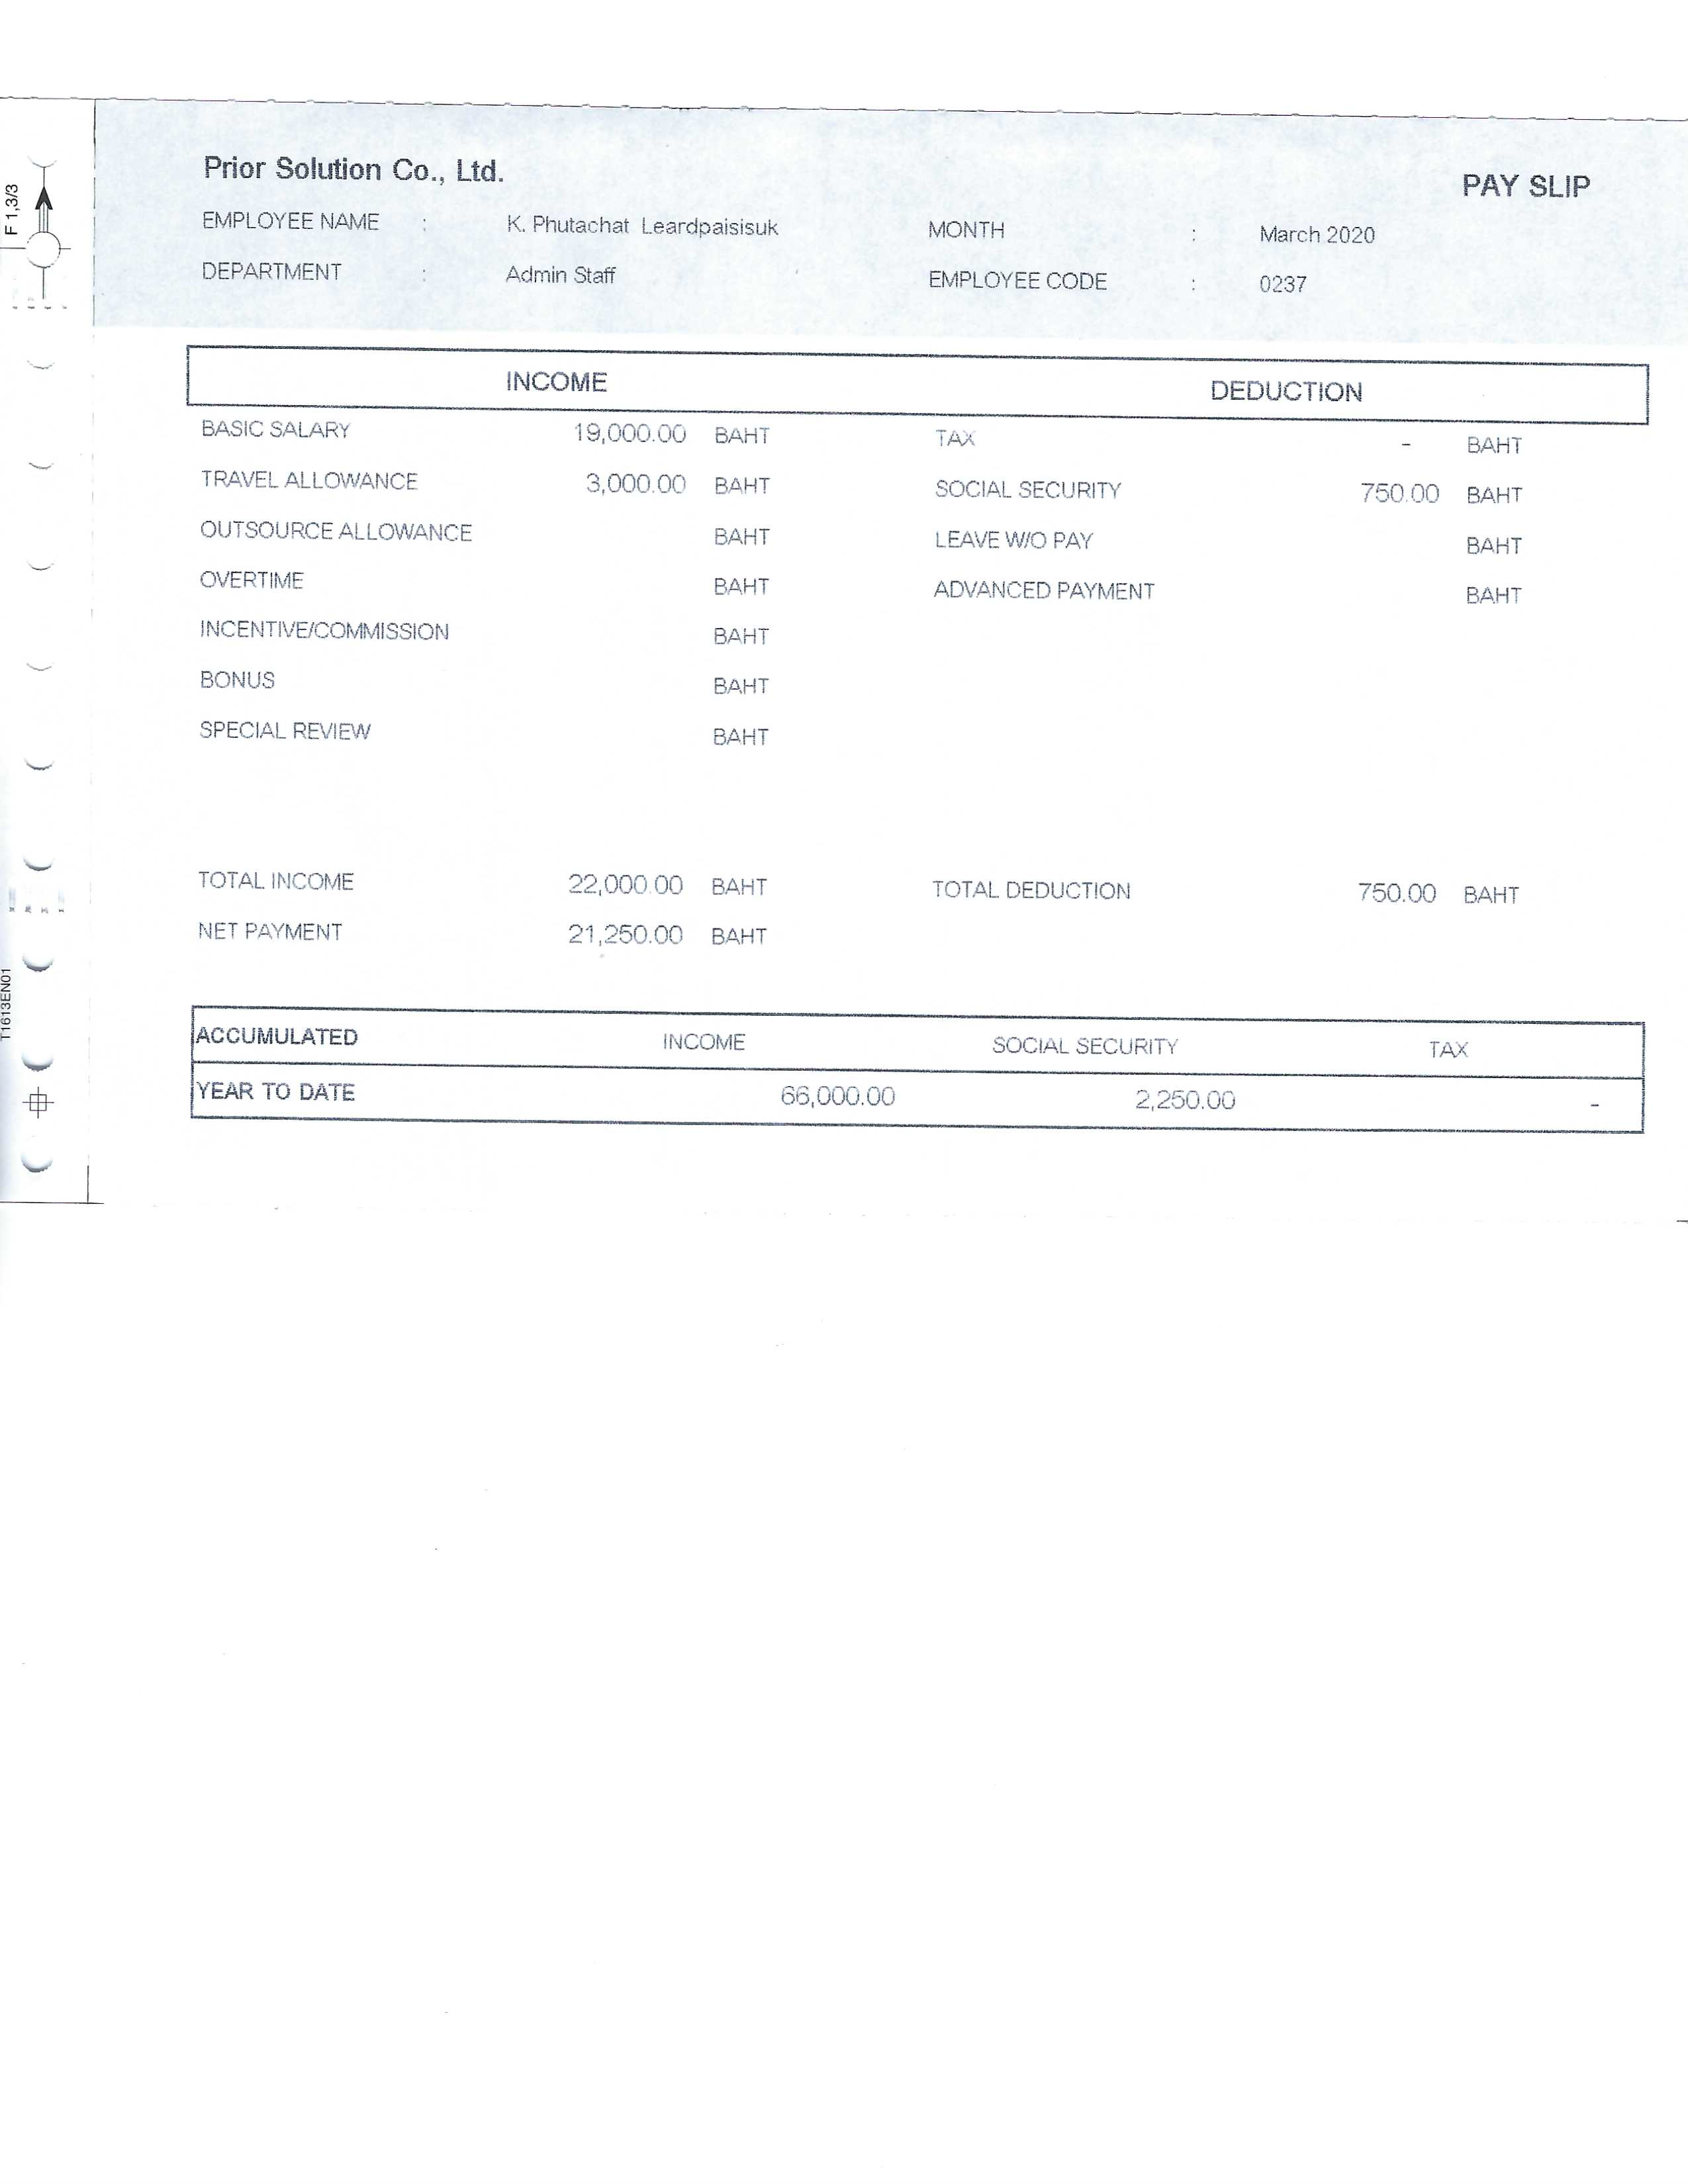 F 1,3/3
Prior Solution Co., Ltd.
PAY SLIP
EMPLOYEE NAME : K. Phutachat Leardpaisisuk MONTH : March 2020
DEPARTMENT : Admin Staff EMPLOYEE CODE : 0237
INCOME DEDUCTION
BASIC SALARY 19,000.00 BAHT TAX - BAHT
TRAVEL ALLOWANCE 3,000.00 BAHT SOCIAL SECURITY 750.00 BAHT
OUTSOURCE ALLOWANCE BAHT LEAVE W/O PAY BAHT
OVERTIME BAHT ADVANCED PAYMENT BAHT
INCENTIVE/COMMISSION BAHT
BONUS BAHT
SPECIAL REVIEW BAHT
TOTAL INCOME 22,000.00 BAHT TOTAL DEDUCTION 750.00 BAHT
NET PAYMENT 21,250.00 BAHT
T1613EN01
ACCUMULATED INCOME SOCIAL SECURITY TAX
YEAR TO DATE 66,000.00 2,250.00 -